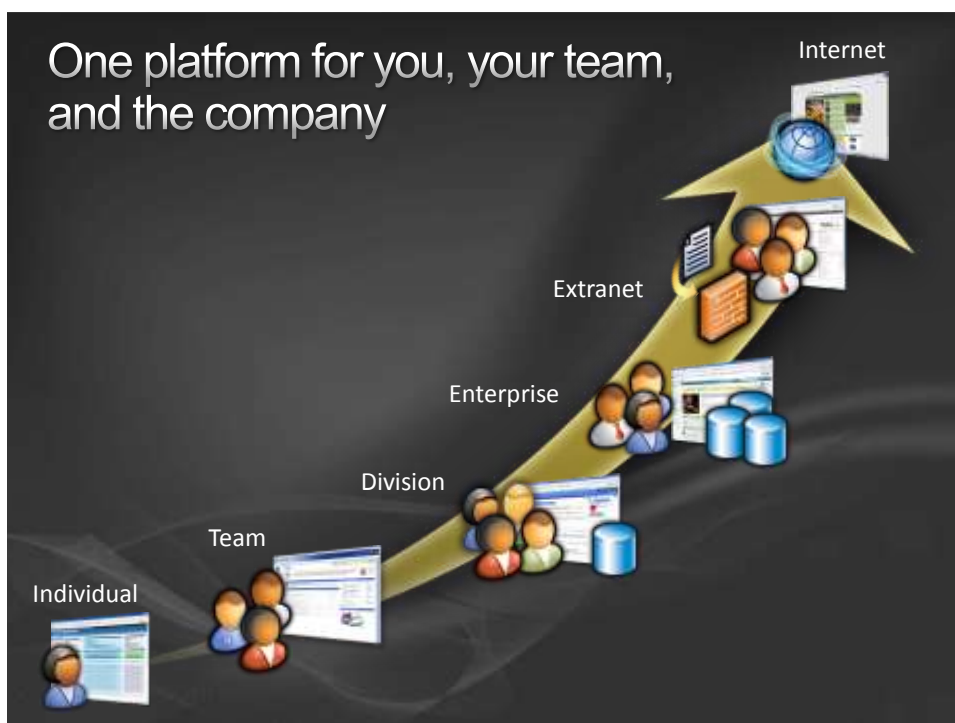 One platform for you, your team,
and the company
Internet
Extranet
Enterprise
Division
Team
Individual